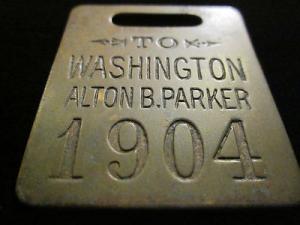 TO
WASHINGTON
ALTON B. PARKER
1904